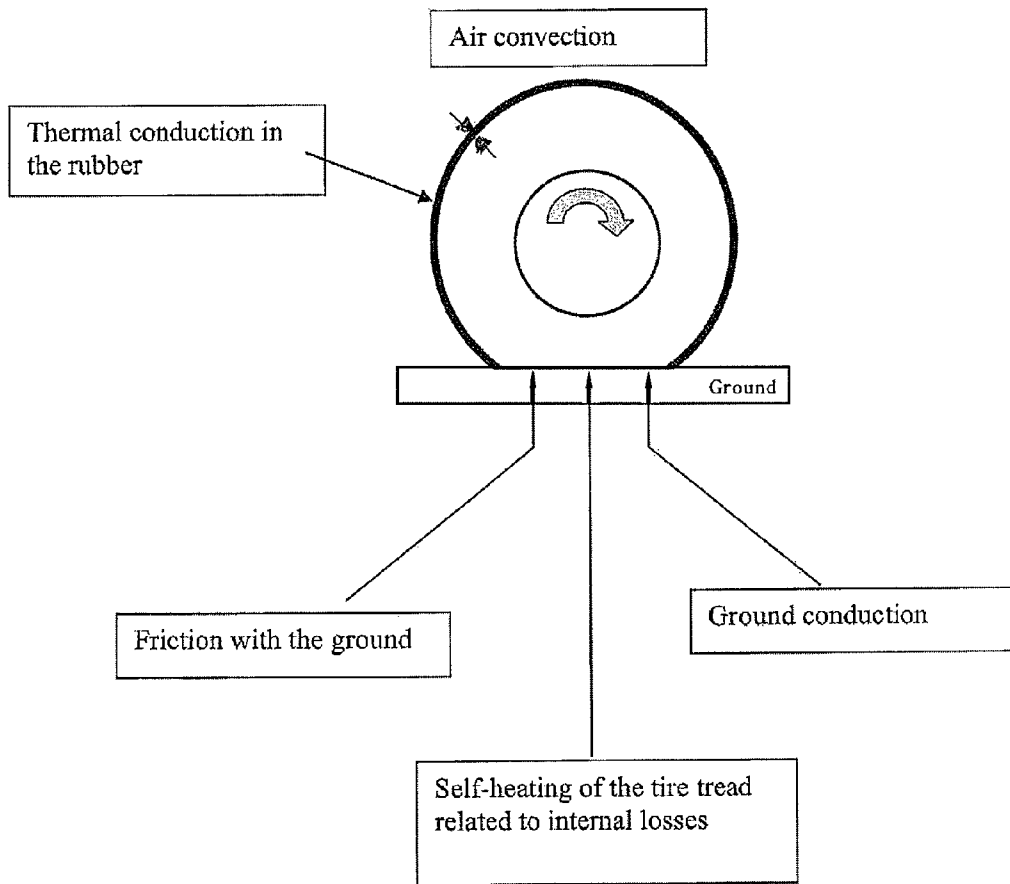 Air convection
Thermal conduction in
the rubber
Ground
Friction with the ground
Ground conduction
Self-heating of the tire tread
related to internal losses